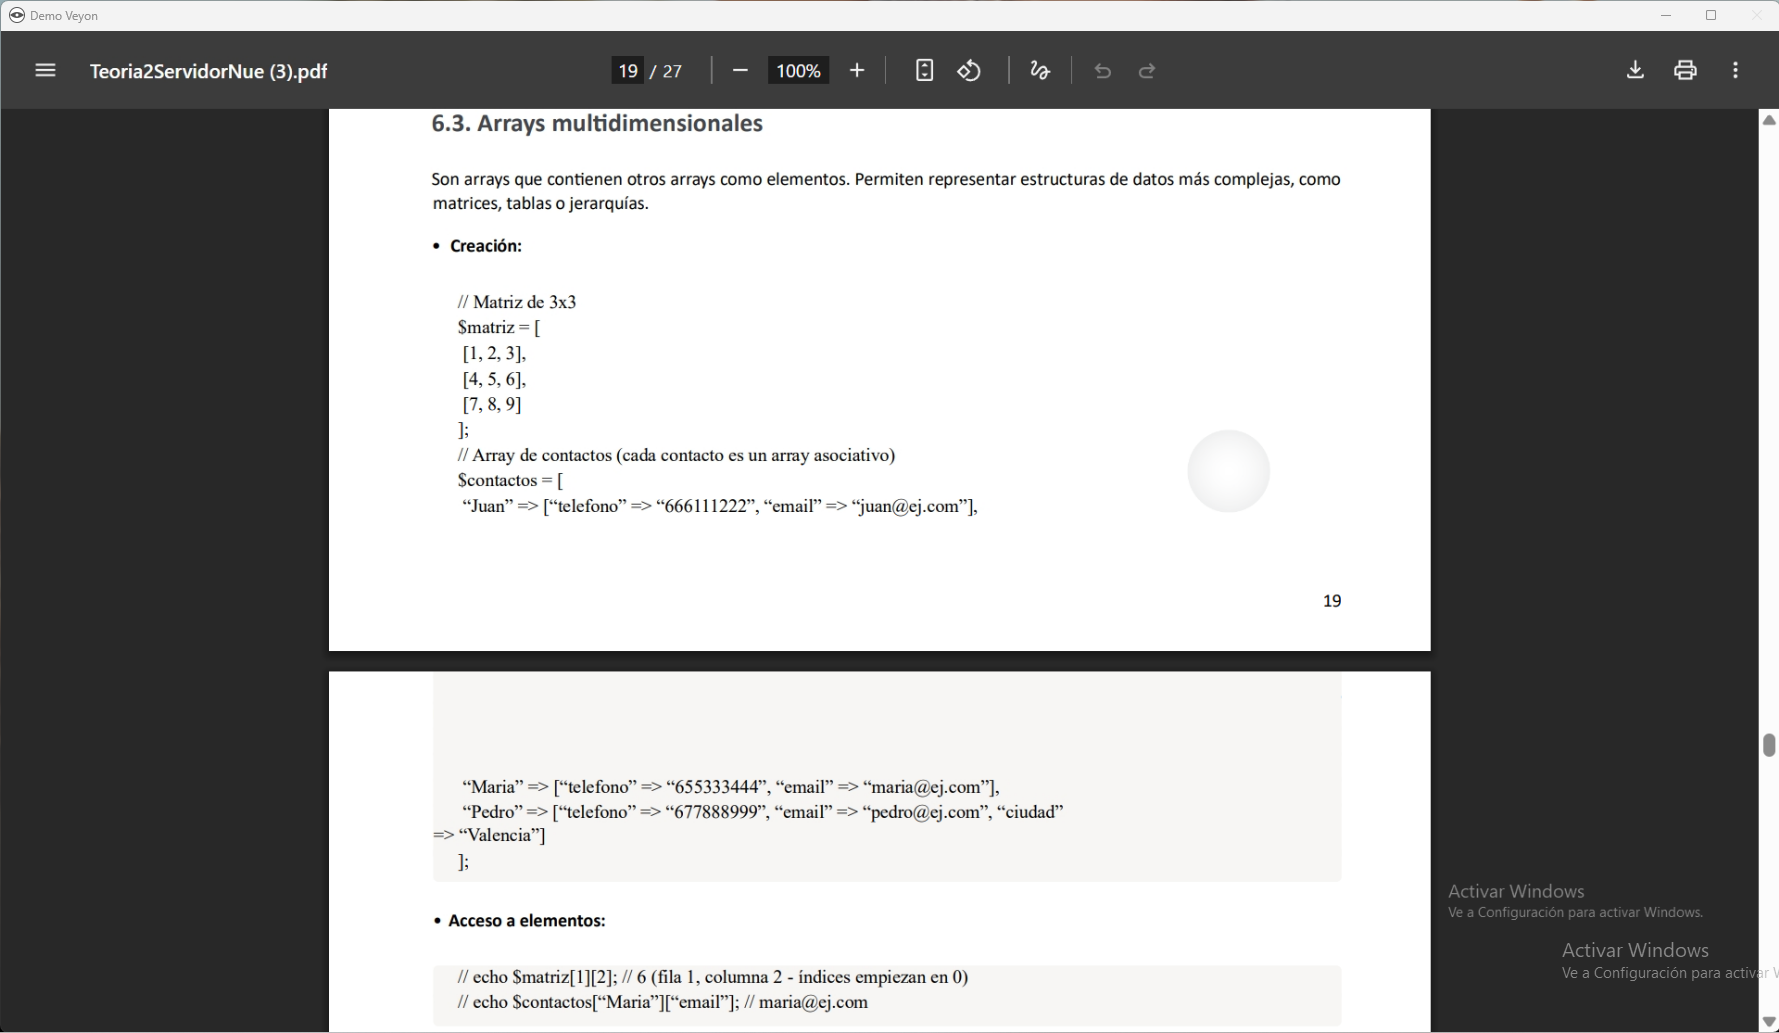 Demo Veyon
Teoria2ServidorNue (3).pdf
19 / 27
100%
6.3. Arrays multidimensionales
Son arrays que contienen otros arrays como elementos. Permiten representar estructuras de datos más complejas, como
matrices, tablas o jerarquías.
• Creación:
// Matriz de 3x3
$matriz = [
[1, 2, 3],
[4, 5, 6],
[7, 8, 9]
];
// Array de contactos (cada contacto es un array asociativo)
$contactos = [
“Juan” => [“telefono” => “666111222”, “email” => “juan@ej.com”],
19
“Maria” => [“telefono” => “655333444”, “email” => “maria@ej.com”],
“Pedro” => [“telefono” => “677888999”, “email” => “pedro@ej.com”, “ciudad”
=> “Valencia”]
];
• Acceso a elementos:
// echo $matriz[1][2]; // 6 (fila 1, columna 2 - índices empiezan en 0)
// echo $contactos[“Maria”][“email”]; // maria@ej.com
Activar Windows
Ve a Configuración para activar Windows.
Activar Windows
Ve a Configuración para activar W